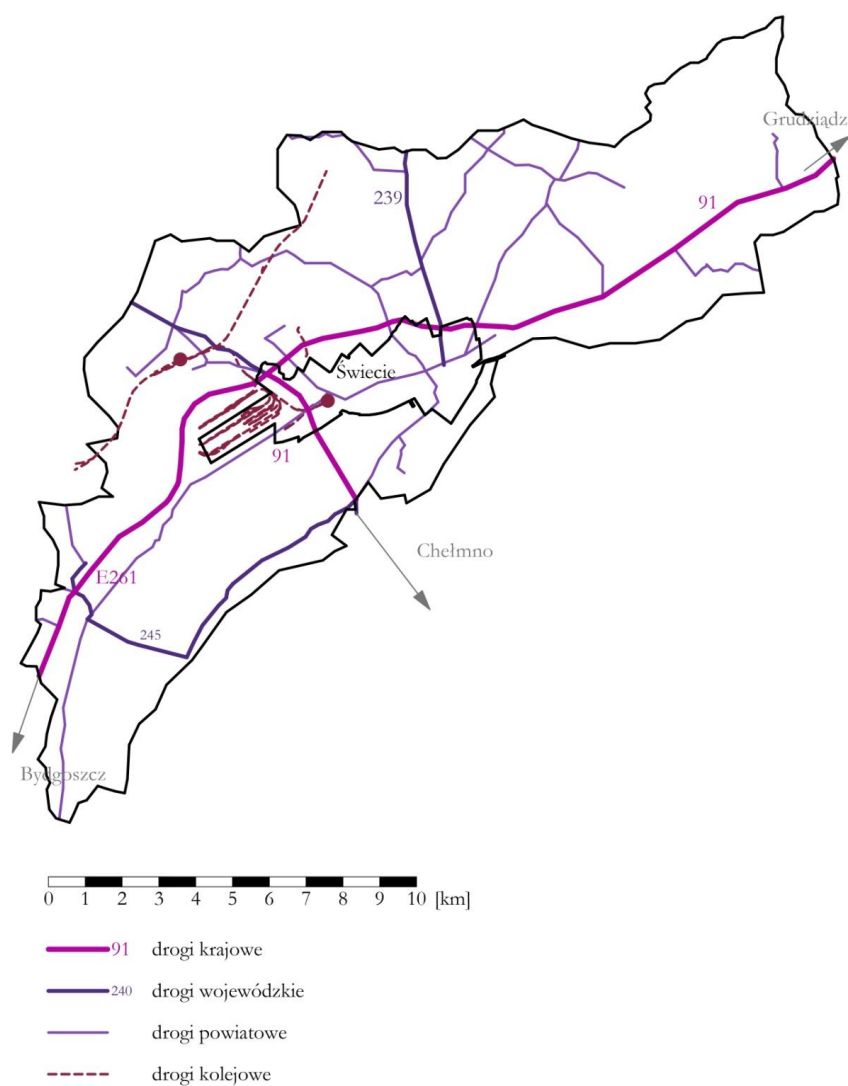 Grudziądz
239
91
Świecie
91
Chełmno
E261
245
Bydgoszcz
0 1 2 3 4 5 6 7 8 9 10 [km]
91 drogi krajowe
240 drogi wojewódzkie
drogi powiatowe
drogi kolejowe